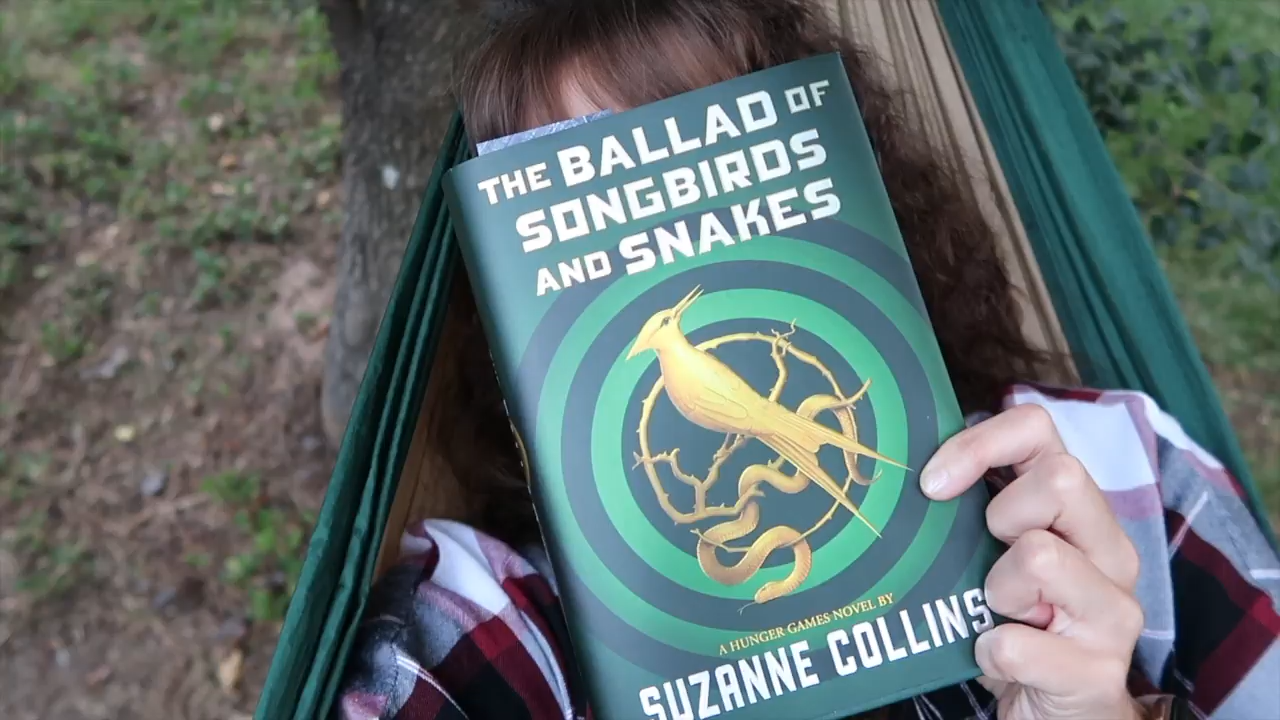 THE BALLAD OF
SONGBIRDS
AND SNAKES
A HUNGER GAMES NOVEL BY
SUZANNE COLLINS